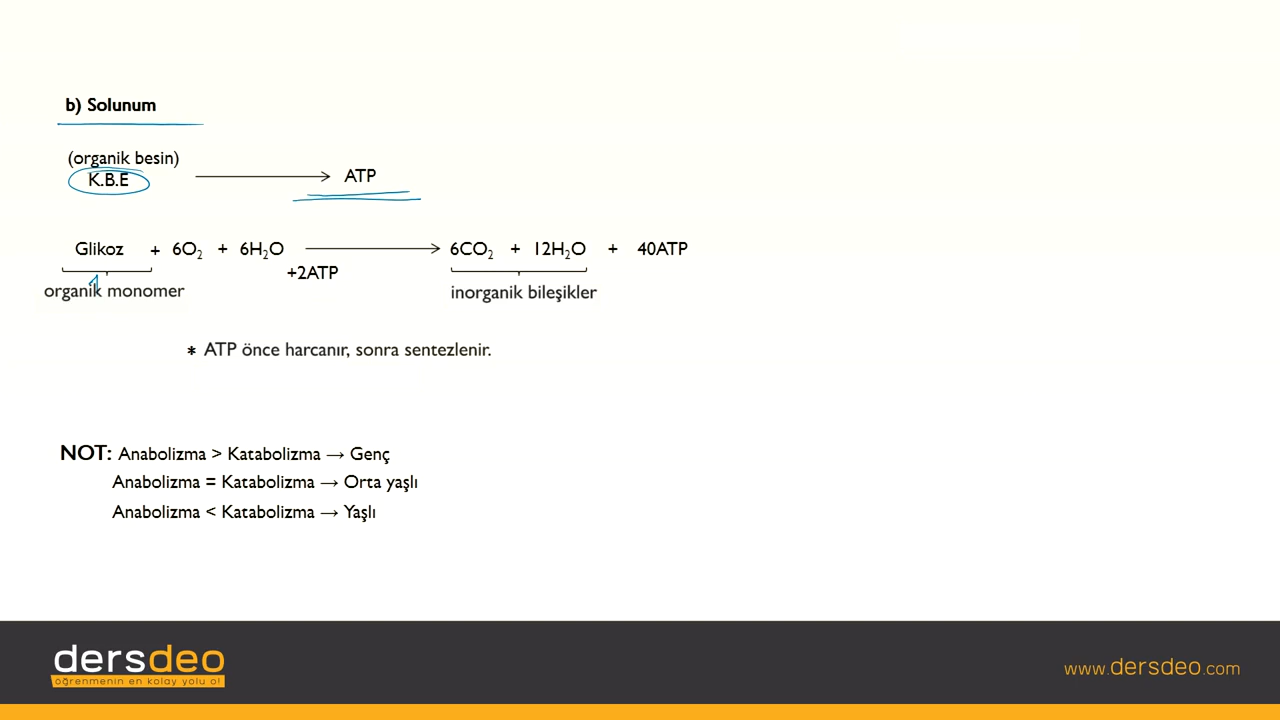 b) Solunum
(organik besin)
K.B.E → ATP
Glikoz + 6O₂ + 6H₂O → 6CO₂ + 12H₂O + 40ATP
+2ATP
organik monomer inorganik bileşikler
* ATP önce harcanır, sonra sentezlenir.
NOT: Anabolizma > Katabolizma → Genç
Anabolizma = Katabolizma → Orta yaşlı
Anabolizma < Katabolizma → Yaşlı
dersdeo
öğrenmenin en kolay yolu o!
www.dersdeo.com